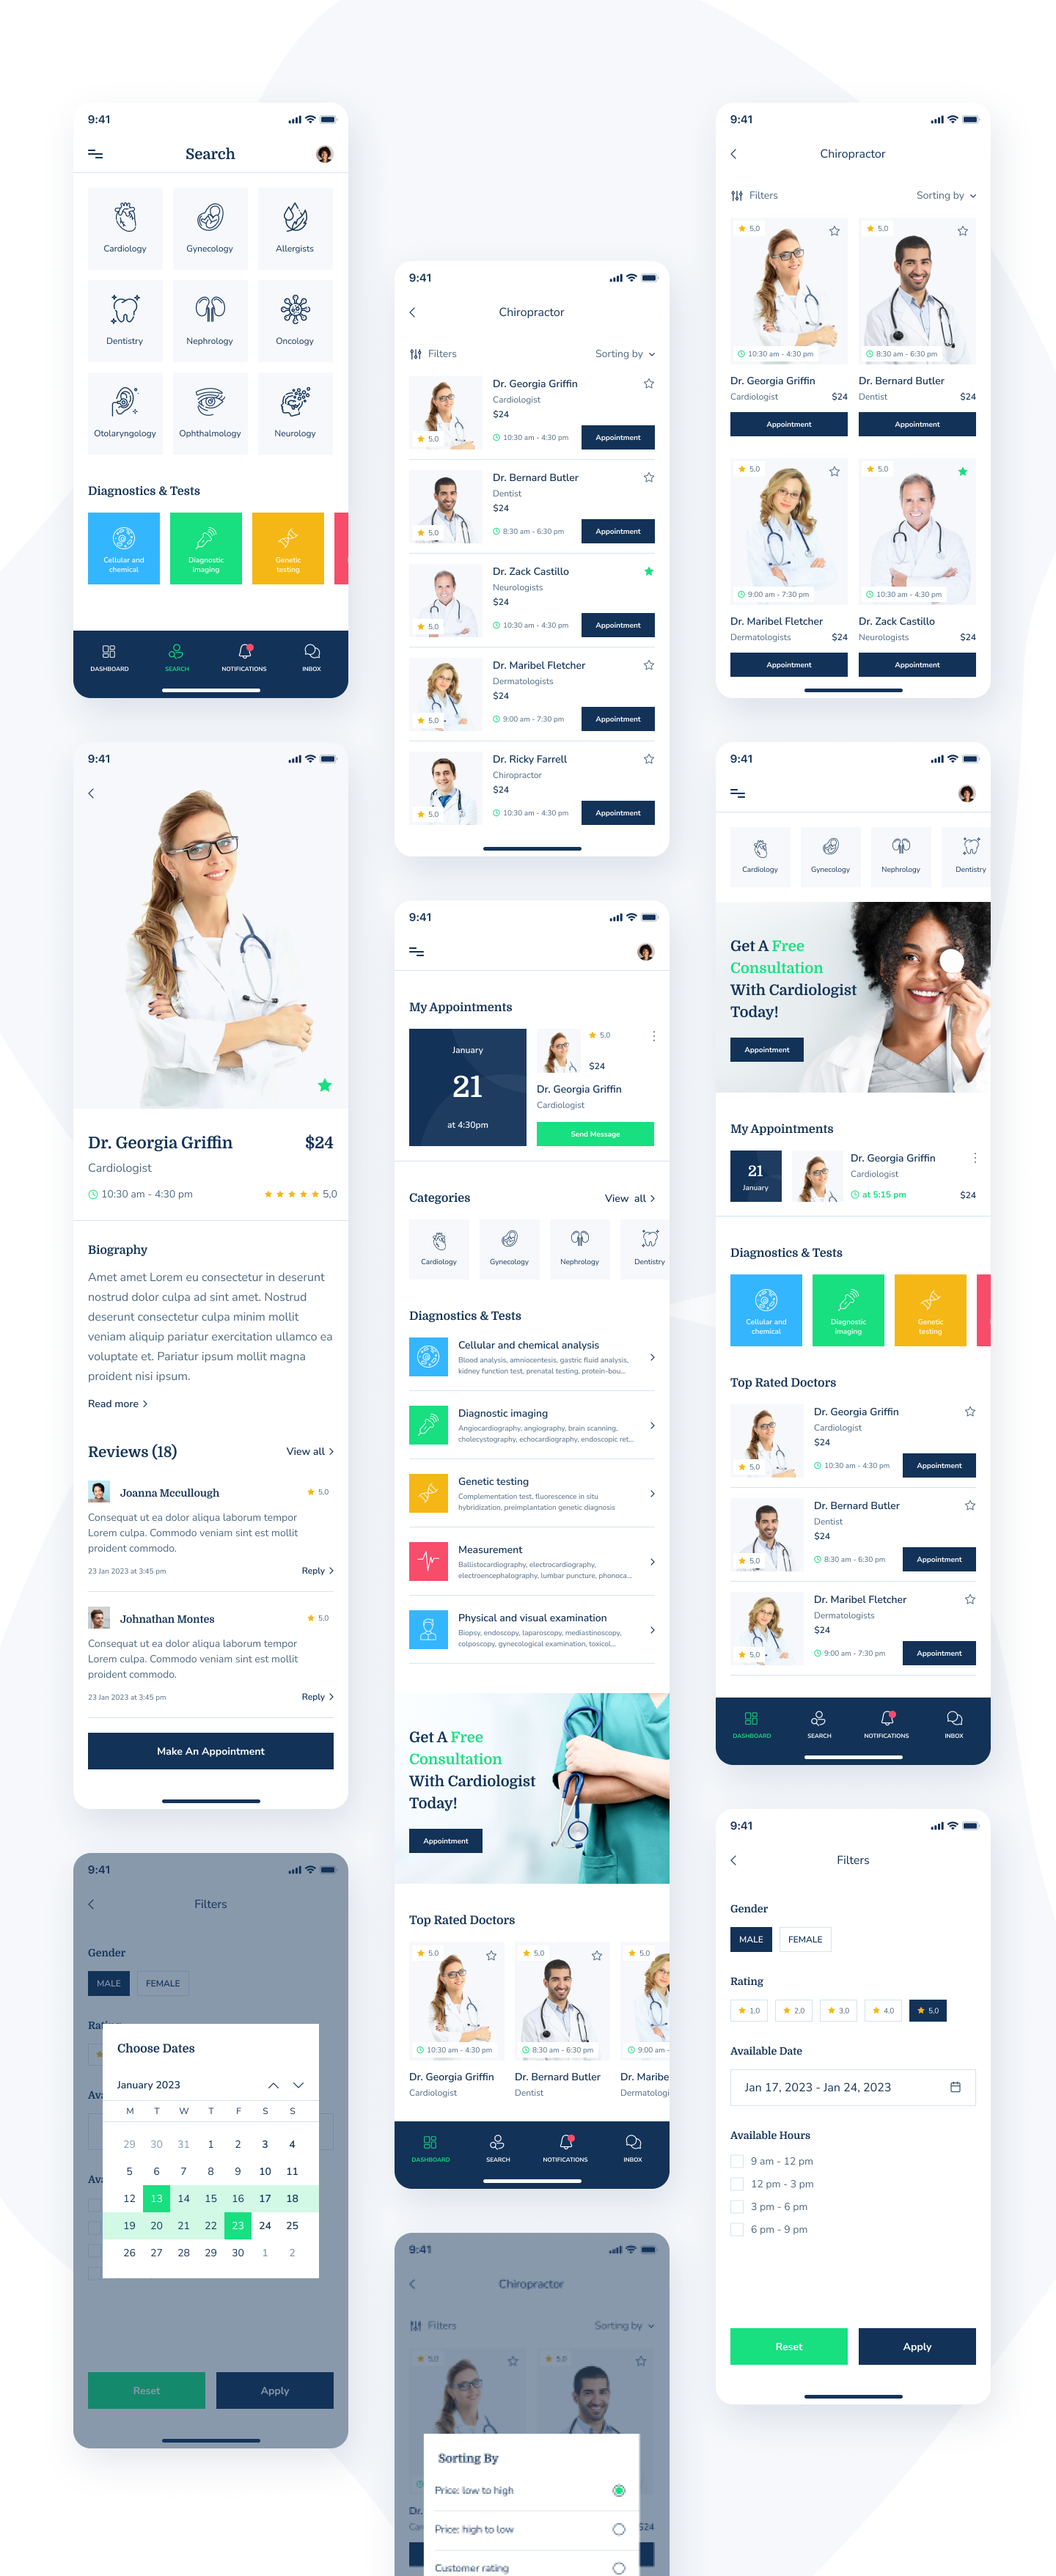 9:41
Search
Cardiology
Gynecology
Allergists
Dentistry
Nephrology
Oncology
Otolaryngology
Ophthalmology
Neurology
Diagnostics & Tests
Cellular and
chemical
Diagnostic
imaging
Genetic
testing
DASHBOARD
SEARCH
NOTIFICATIONS
INBOX
9:41
Dr. Georgia Griffin
$24
Cardiologist
10:30 am - 4:30 pm
5,0
Biography
Amet amet Lorem eu consectetur in deserunt
nostrud dolor culpa ad sint amet. Nostrud
deserunt consectetur culpa minim mollit
veniam aliquip pariatur exercitation ullamco ea
voluptate et. Pariatur ipsum mollit magna
proident nisi ipsum.
Read more
Reviews (18)
View all
Joanna Mccullough
5,0
Consequat ut ea dolor aliqua laborum tempor
Lorem culpa. Commodo veniam sint est mollit
proident commodo.
23 Jan 2023 at 3:45 pm
Reply
Johnathan Montes
5,0
Consequat ut ea dolor aliqua laborum tempor
Lorem culpa. Commodo veniam sint est mollit
proident commodo.
23 Jan 2023 at 3:45 pm
Reply
Make An Appointment
9:41
Filters
Gender
MALE
FEMALE
Choose Dates
January 2023
M T W T F S S
29 30 31 1 2 3 4
5 6 7 8 9 10 11
12 13 14 15 16 17 18
19 20 21 22 23 24 25
26 27 28 29 30 1 2
Reset
Apply
9:41
Chiropractor
Filters
Sorting by
Dr. Georgia Griffin
Cardiologist
$24
5,0
10:30 am - 4:30 pm
Appointment
Dr. Bernard Butler
Dentist
$24
5,0
8:30 am - 6:30 pm
Appointment
Dr. Zack Castillo
Neurologists
$24
5,0
10:30 am - 4:30 pm
Appointment
Dr. Maribel Fletcher
Dermatologists
$24
5,0
9:00 am - 7:30 pm
Appointment
Dr. Ricky Farrell
Chiropractor
$24
5,0
10:30 am - 4:30 pm
Appointment
9:41
My Appointments
January
21
at 4:30pm
5,0
$24
Dr. Georgia Griffin
Cardiologist
Send Message
Categories
View all
Cardiology
Gynecology
Nephrology
Dentistry
Diagnostics & Tests
Cellular and chemical analysis
Blood analysis, amniocentesis, gastric fluid analysis,
kidney function test, prenatal testing, protein-bou...
Diagnostic imaging
Angiocardiography, angiography, brain scanning,
cholecystography, echocardiography, endoscopic ret...
Genetic testing
Complementation test, fluorescence in situ
hybridization, preimplantation genetic diagnosis
Measurement
Ballistocardiography, electrocardiography,
electroencephalography, lumbar puncture, phonoca...
Physical and visual examination
Biopsy, endoscopy, laparoscopy, mediastinoscopy,
colposcopy, gynecological examination, toxicol...
Get A Free
Consultation
With Cardiologist
Today!
Appointment
Top Rated Doctors
5,0
10:30 am - 4:30 pm
Dr. Georgia Griffin
Cardiologist
5,0
8:30 am - 6:30 pm
Dr. Bernard Butler
Dentist
5,0
9:00 am -
Dr. Maribe
Dermatologi
DASHBOARD
SEARCH
NOTIFICATIONS
INBOX
9:41
Chiropractor
Filters
Sorting by
5,0
5,0
Dr.
$24
Sorting By
Price: low to high
Price: high to low
Customer rating
9:41
Chiropractor
Filters
Sorting by
5,0
10:30 am - 4:30 pm
Dr. Georgia Griffin
Cardiologist
$24
Appointment
5,0
8:30 am - 6:30 pm
Dr. Bernard Butler
Dentist
$24
Appointment
5,0
9:00 am - 7:30 pm
Dr. Maribel Fletcher
Dermatologists
$24
Appointment
5,0
10:30 am - 4:30 pm
Dr. Zack Castillo
Neurologists
$24
Appointment
9:41
Cardiology
Gynecology
Nephrology
Dentistry
Get A Free
Consultation
With Cardiologist
Today!
Appointment
My Appointments
21
January
Dr. Georgia Griffin
Cardiologist
at 5:15 pm
$24
Diagnostics & Tests
Cellular and
chemical
Diagnostic
imaging
Genetic
testing
Top Rated Doctors
Dr. Georgia Griffin
Cardiologist
$24
5,0
10:30 am - 4:30 pm
Appointment
Dr. Bernard Butler
Dentist
$24
5,0
8:30 am - 6:30 pm
Appointment
Dr. Maribel Fletcher
Dermatologists
$24
5,0
9:00 am - 7:30 pm
Appointment
DASHBOARD
SEARCH
NOTIFICATIONS
INBOX
9:41
Filters
Gender
MALE
FEMALE
Rating
1,0
2,0
3,0
4,0
5,0
Available Date
Jan 17, 2023 - Jan 24, 2023
Available Hours
9 am - 12 pm
12 pm - 3 pm
3 pm - 6 pm
6 pm - 9 pm
Reset
Apply